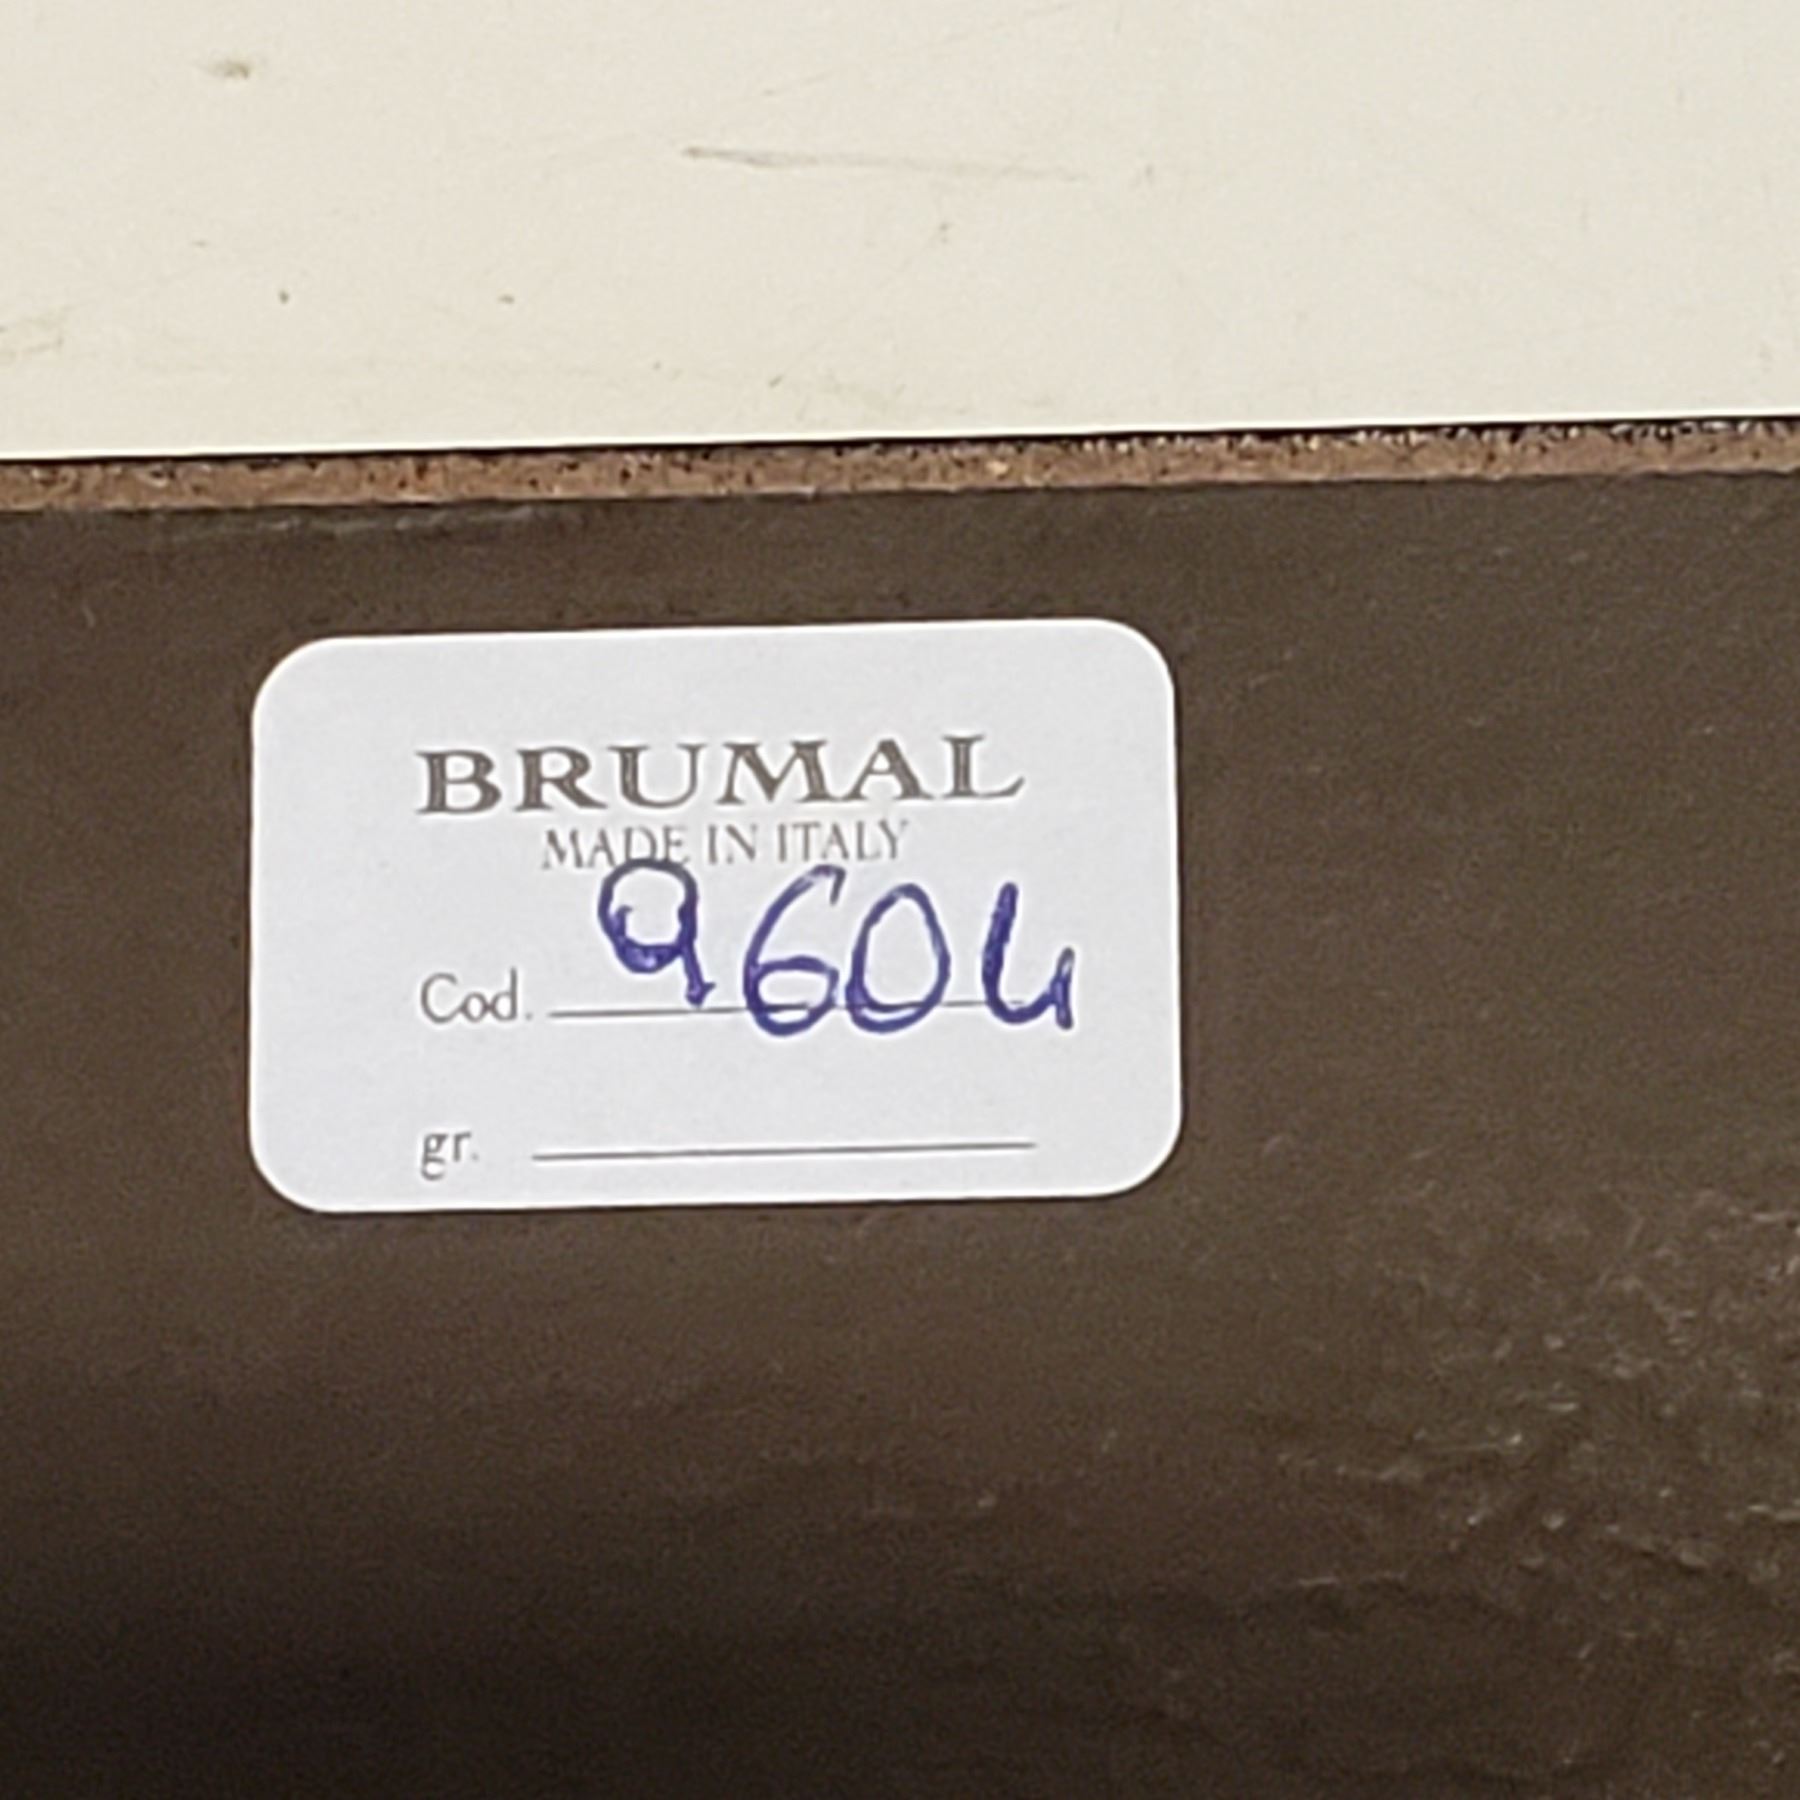 BRUMAL
MADE IN ITALY
Cod. 9604
gr.